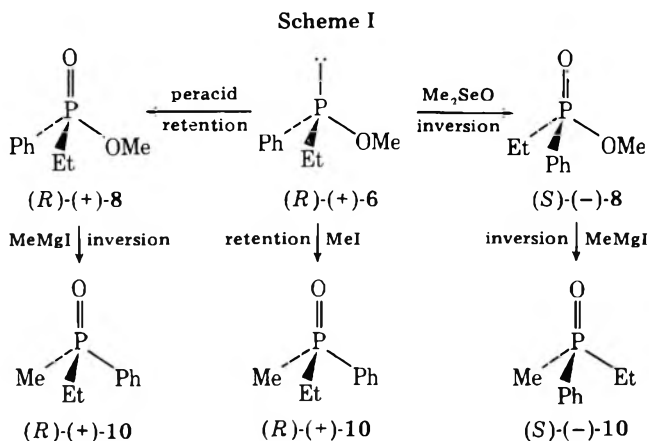 Scheme I
O O
P peracid P Me₂SeO P
Ph OMe retention Ph OMe inversion Et OMe
Et Et Ph
(R)-(+)-8 (R)-(+)-6 (S)-(-)-8
MeMgI inversion retention MeI inversion MeMgI
O O O
P P P
Me Ph Me Ph Me Et
Et Et Ph
(R)-(+)-10 (R)-(+)-10 (S)-(-)-10